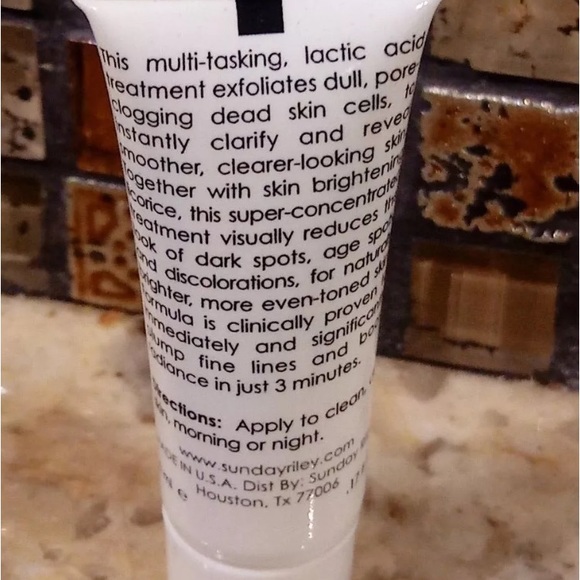 This multi-tasking, lactic acid
treatment exfoliates dull, pore-
clogging dead skin cells, to
instantly clarify and reveal
smoother, clearer-looking skin.
Together with skin brightening
licorice, this super-concentrated
treatment visually reduces the
look of dark spots, age spots
and discolorations, for naturally
brighter, more even-toned skin.
formula is clinically proven
immediately and significantly
plump fine lines and boost
radiance in just 3 minutes.
Directions: Apply to clean,
skin, morning or night.
www.sundayriley.com
MADE IN U.S.A. Dist By: Sunday
Houston, Tx 77006